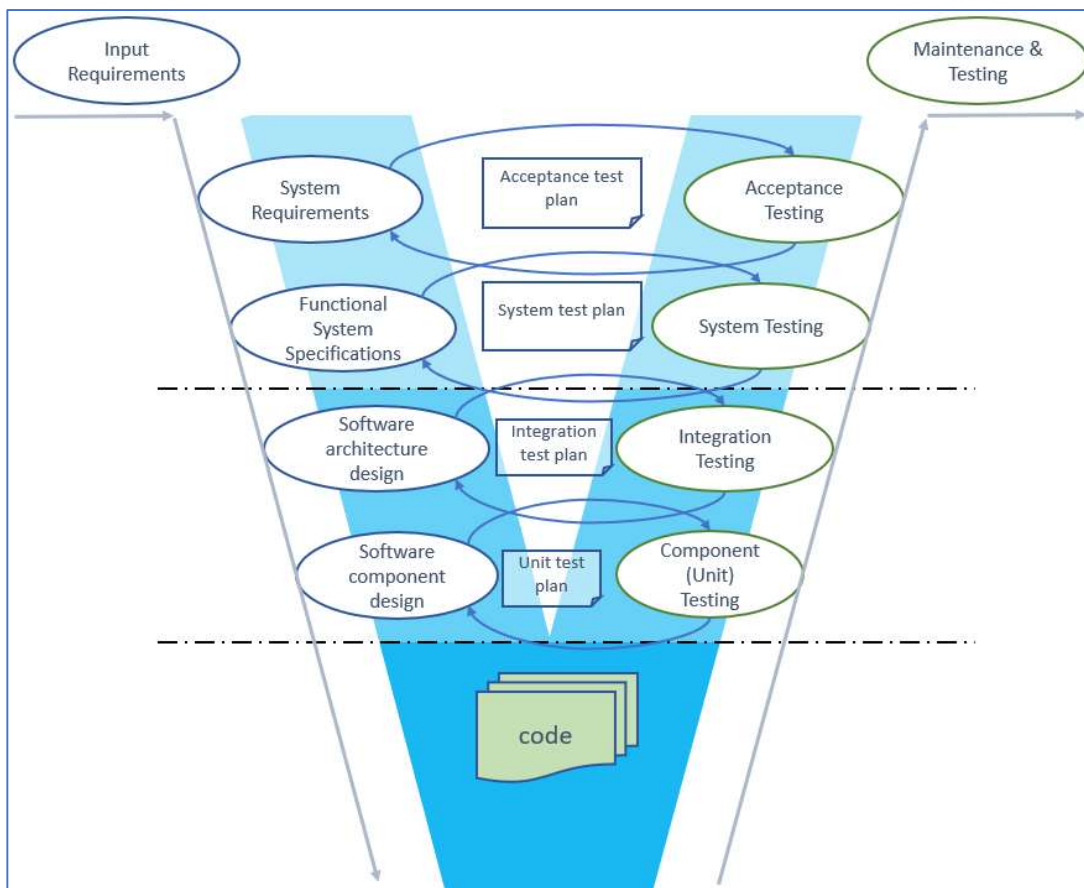 Input
Requirements
Maintenance &
Testing
System
Requirements
Acceptance test
plan
Acceptance
Testing
Functional
System
Specifications
System test plan
System Testing
Software
architecture
design
Integration
test plan
Integration
Testing
Software
component
design
Unit test
plan
Component
(Unit)
Testing
code